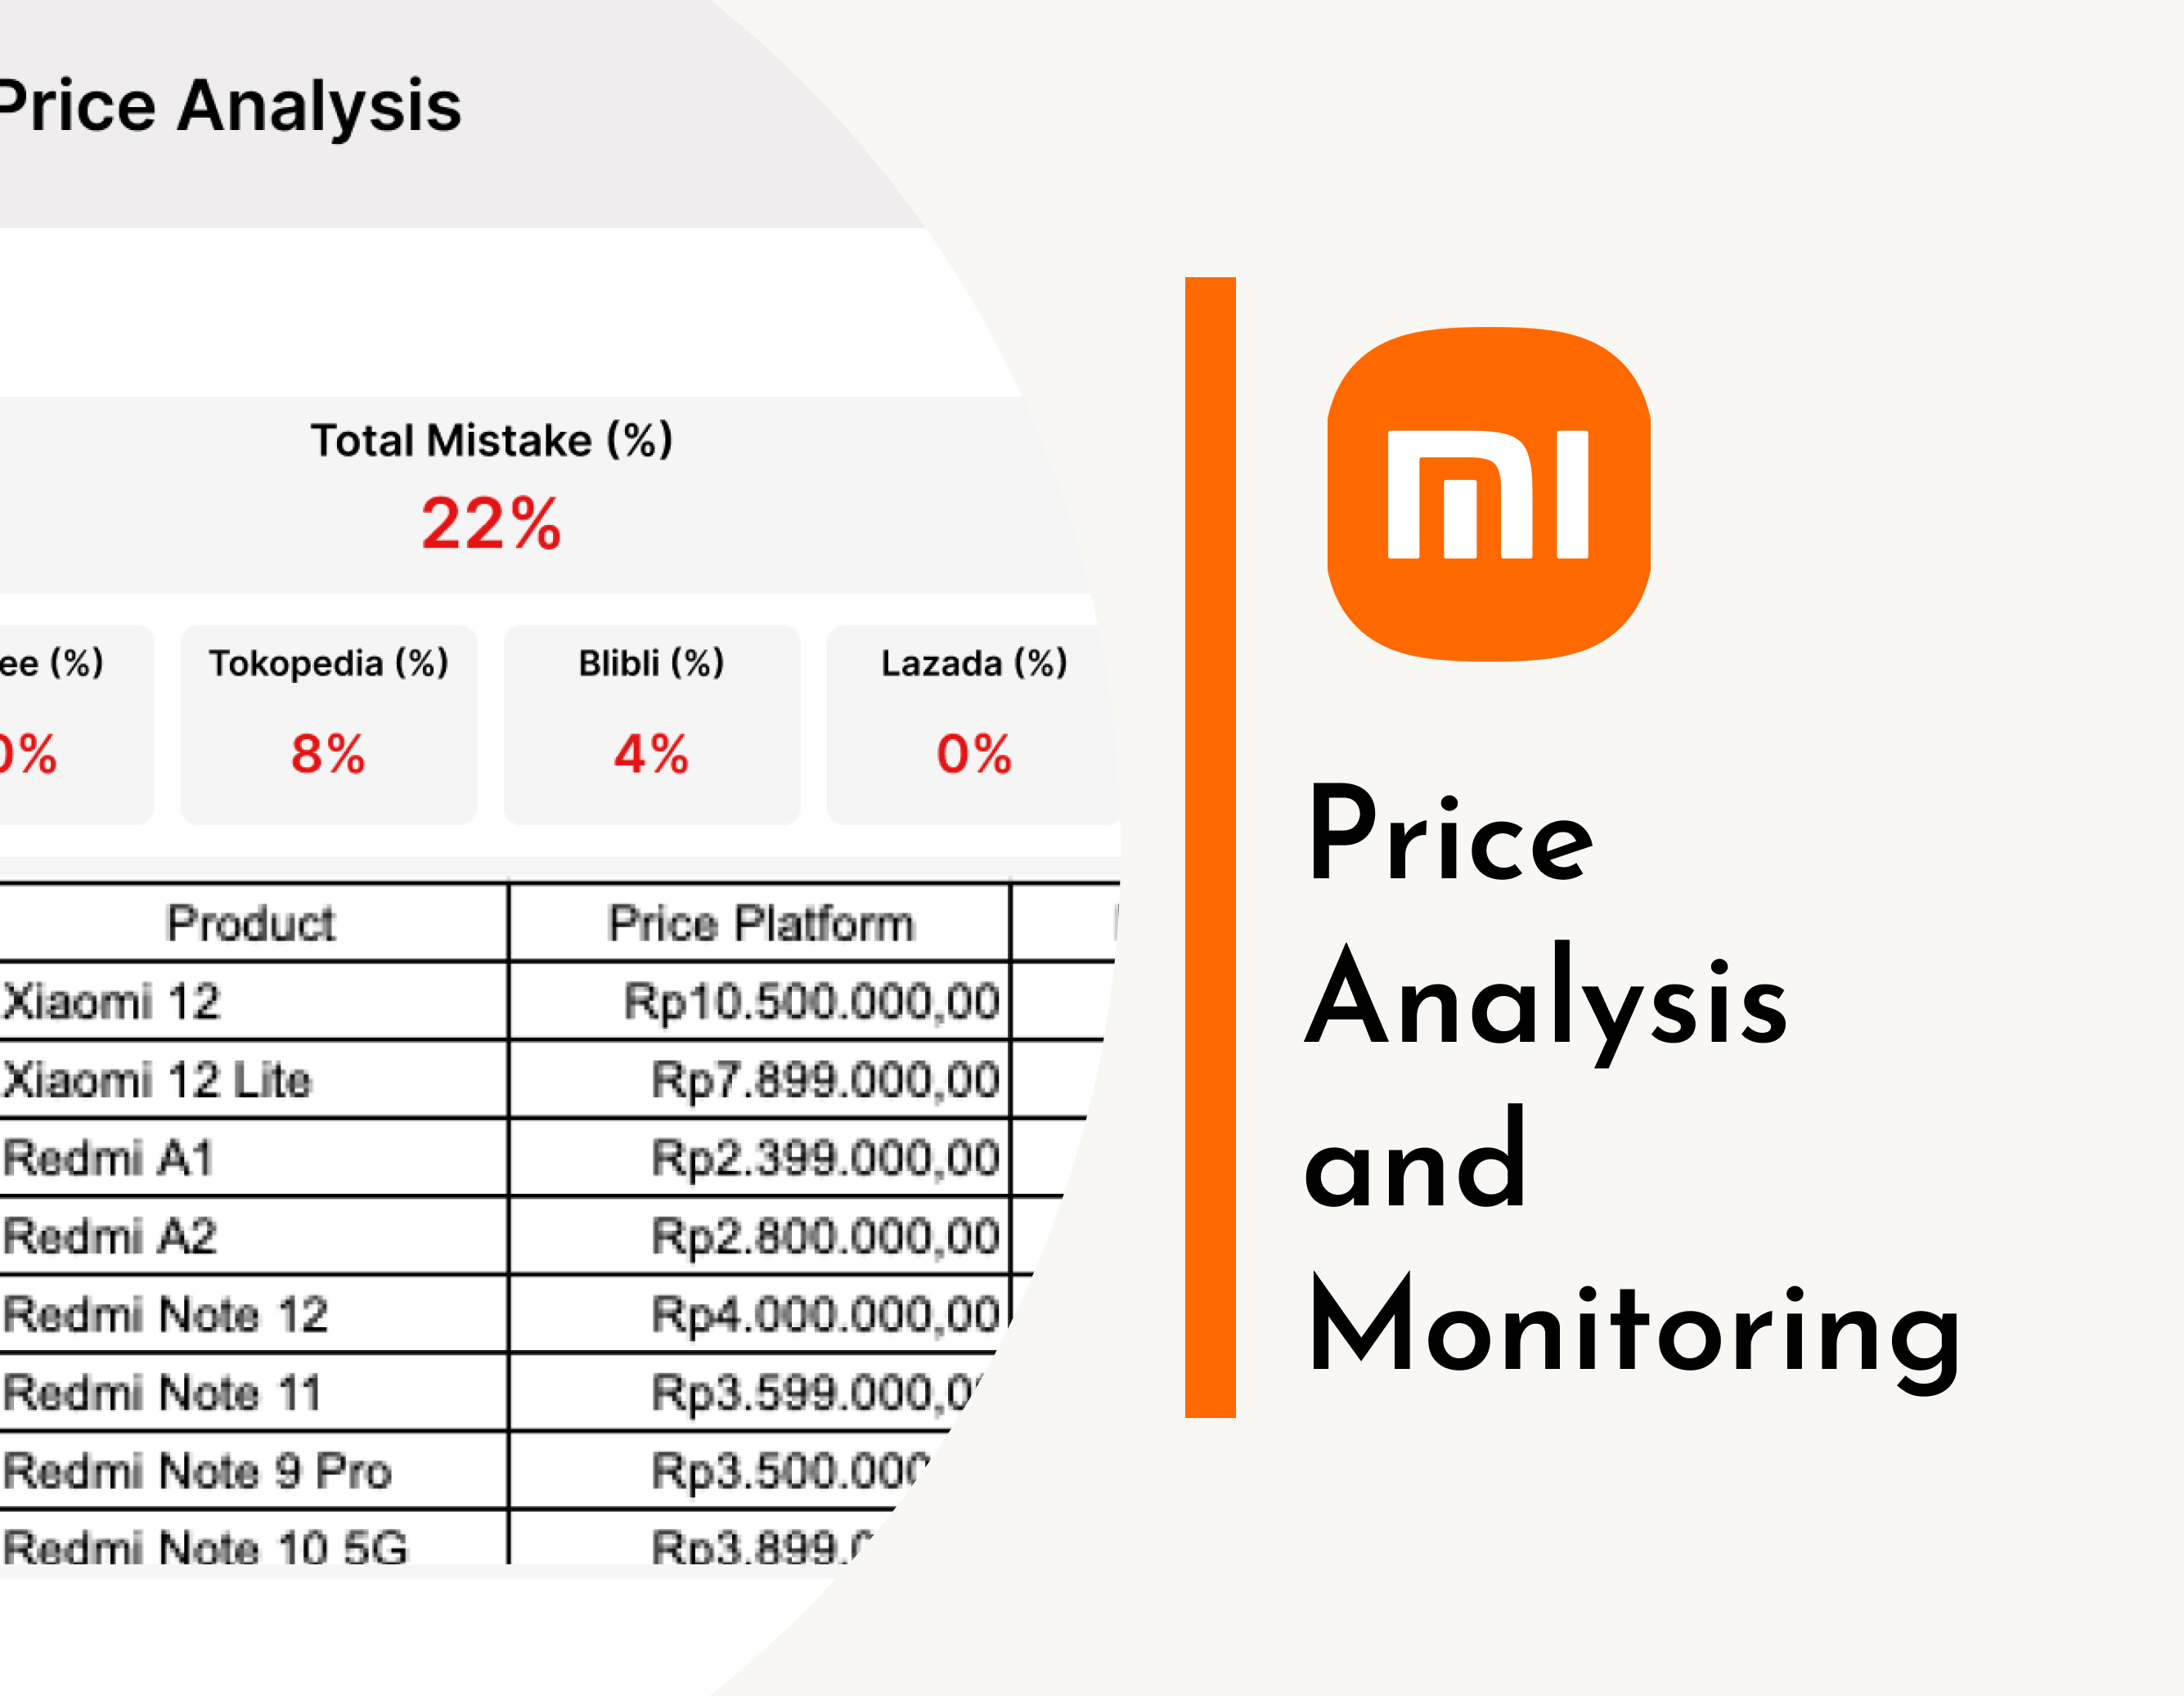 Price Analysis
Total Mistake (%)
22%
ee (%)
Tokopedia (%)
Blibli (%)
Lazada (%)
0%
8%
4%
0%
Product
Price Platform
Xiaomi 12
Rp10.500.000,00
Xiaomi 12 Lite
Rp7.899.000,00
Redmi A1
Rp2.399.000,00
Redmi A2
Rp2.800.000,00
Redmi Note 12
Rp4.000.000,00
Redmi Note 11
Rp3.599.000,0
Redmi Note 9 Pro
Rp3.500.000
Redmi Note 10 5G
Rp3.899.
mi
Price
Analysis
and
Monitoring